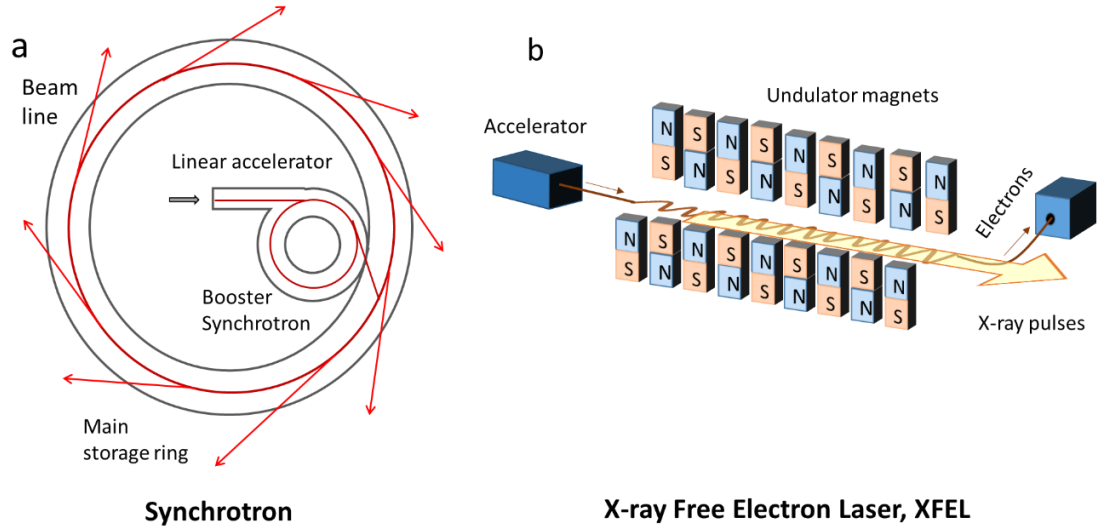 a
b
Beam
line
Linear accelerator
Booster
Synchrotron
Main
storage ring
Synchrotron
Undulator magnets
Accelerator
N S N S N S N S N
S N S N S N S N S
N S N S N S N S N
S N S N S N S N S
Electrons
X-ray pulses
X-ray Free Electron Laser, XFEL